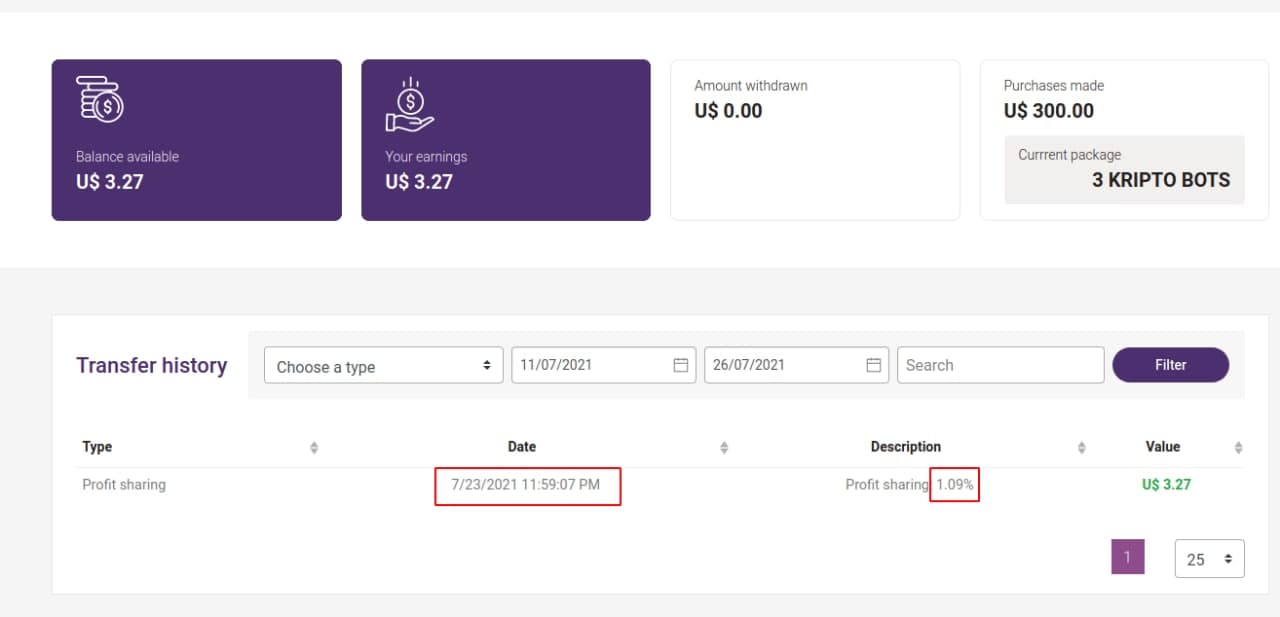 Balance available
U$ 3.27
Your earnings
U$ 3.27
Amount withdrawn
U$ 0.00
Purchases made
U$ 300.00
Currrent package
3 KRIPTO BOTS
Transfer history
Choose a type
11/07/2021
26/07/2021
Search
Filter
Type Date Description Value
Profit sharing 7/23/2021 11:59:07 PM Profit sharing 1.09% U$ 3.27
1
25